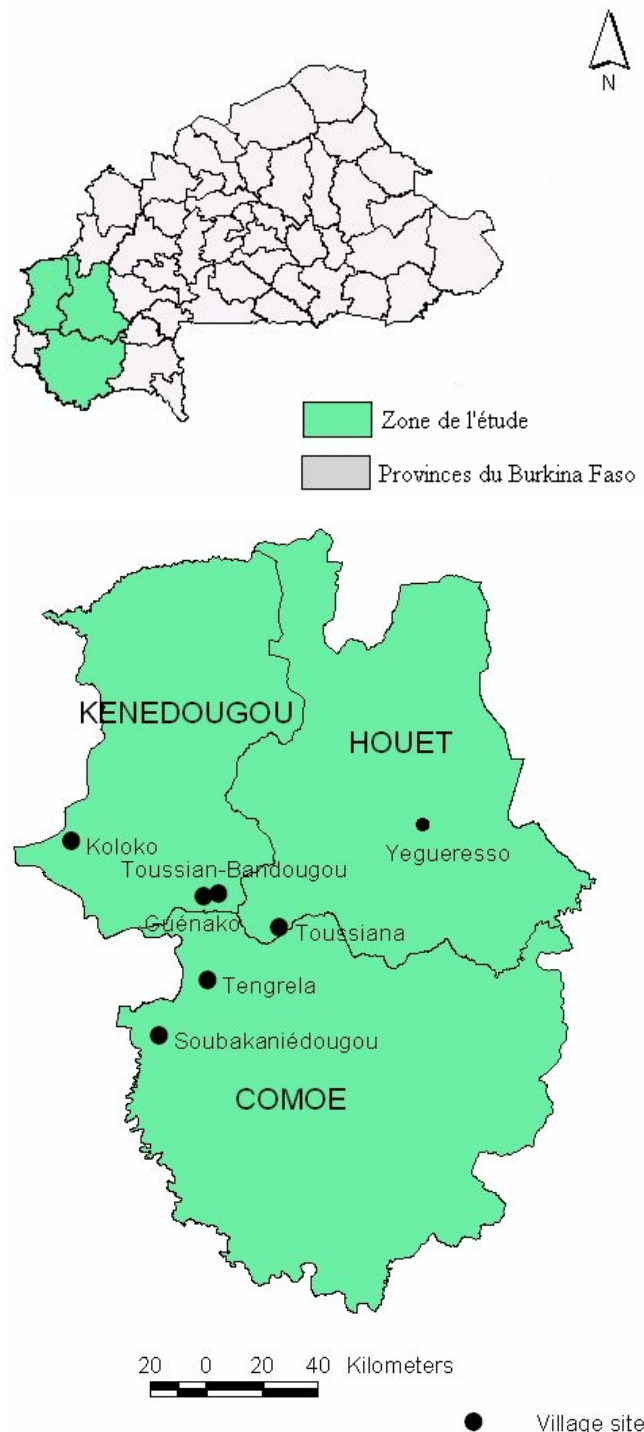 N
Zone de l'étude
Provinces du Burkina Faso
KENEDOUGOU
HOUET
Koloko
Yegueresso
Toussian-Bandougou
Guénako
Toussiana
Tengrela
Soubakaniédougou
COMOE
20 0 20 40 Kilometers
Village site